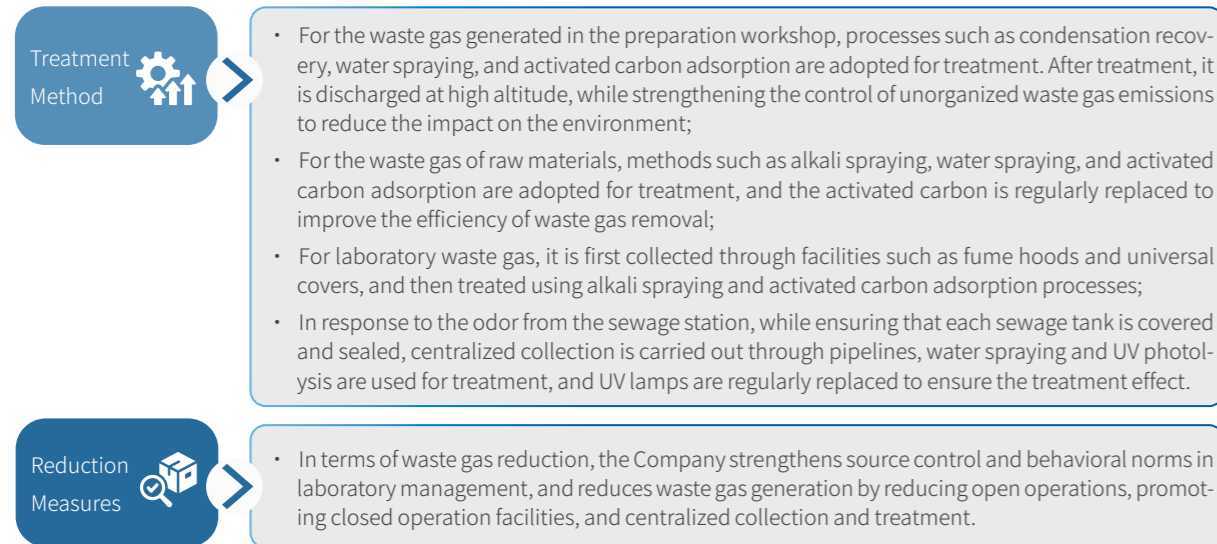 Treatment
Method
• For the waste gas generated in the preparation workshop, processes such as condensation recov-
ery, water spraying, and activated carbon adsorption are adopted for treatment. After treatment, it
is discharged at high altitude, while strengthening the control of unorganized waste gas emissions
to reduce the impact on the environment;
• For the waste gas of raw materials, methods such as alkali spraying, water spraying, and activated
carbon adsorption are adopted for treatment, and the activated carbon is regularly replaced to
improve the efficiency of waste gas removal;
• For laboratory waste gas, it is first collected through facilities such as fume hoods and universal
covers, and then treated using alkali spraying and activated carbon adsorption processes;
• In response to the odor from the sewage station, while ensuring that each sewage tank is covered
and sealed, centralized collection is carried out through pipelines, water spraying and UV photol-
ysis are used for treatment, and UV lamps are regularly replaced to ensure the treatment effect.
Reduction
Measures
• In terms of waste gas reduction, the Company strengthens source control and behavioral norms in
laboratory management, and reduces waste gas generation by reducing open operations, promot-
ing closed operation facilities, and centralized collection and treatment.